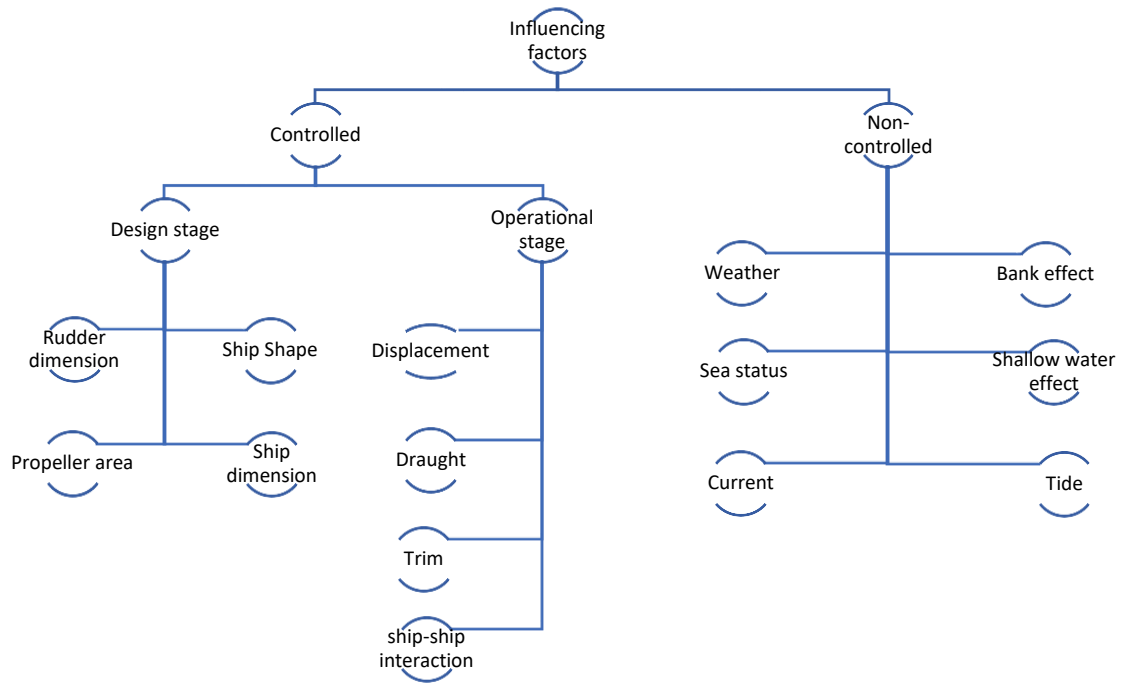 Influencing
factors
Controlled
Non-
controlled
Design stage
Operational
stage
Rudder
dimension
Ship Shape
Propeller area
Ship
dimension
Displacement
Draught
Trim
ship-ship
interaction
Weather
Bank effect
Sea status
Shallow water
effect
Current
Tide